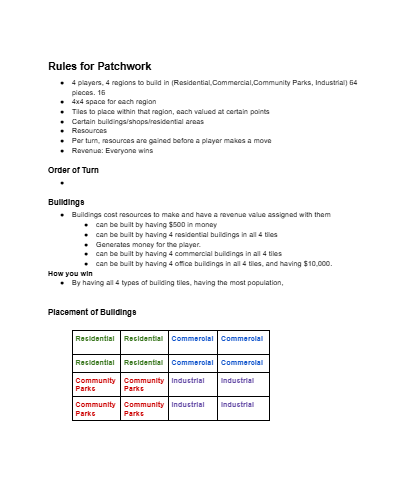 Rules for Patchwork
● 4 players, 4 regions to build in (Residential,Commercial,Community Parks, Industrial) 64
pieces. 16
● 4x4 space for each region
● Tiles to place within that region, each valued at certain points
● Certain buildings/shops/residential areas
● Resources
● Per turn, resources are gained before a player makes a move
● Revenue: Everyone wins
Order of Turn
●
Buildings
● Buildings cost resources to make and have a revenue value assigned with them
● can be built by having $500 in money
● can be built by having 4 residential buildings in all 4 tiles
● Generates money for the player.
● can be built by having 4 commercial buildings in all 4 tiles
● can be built by having 4 office buildings in all 4 tiles, and having $10,000.
How you win
● By having all 4 types of building tiles, having the most population,
Placement of Buildings
Residential Residential Commercial Commercial
Residential Residential Commercial Commercial
Community Community Industrial Industrial
Parks Parks
Community Community Industrial Industrial
Parks Parks